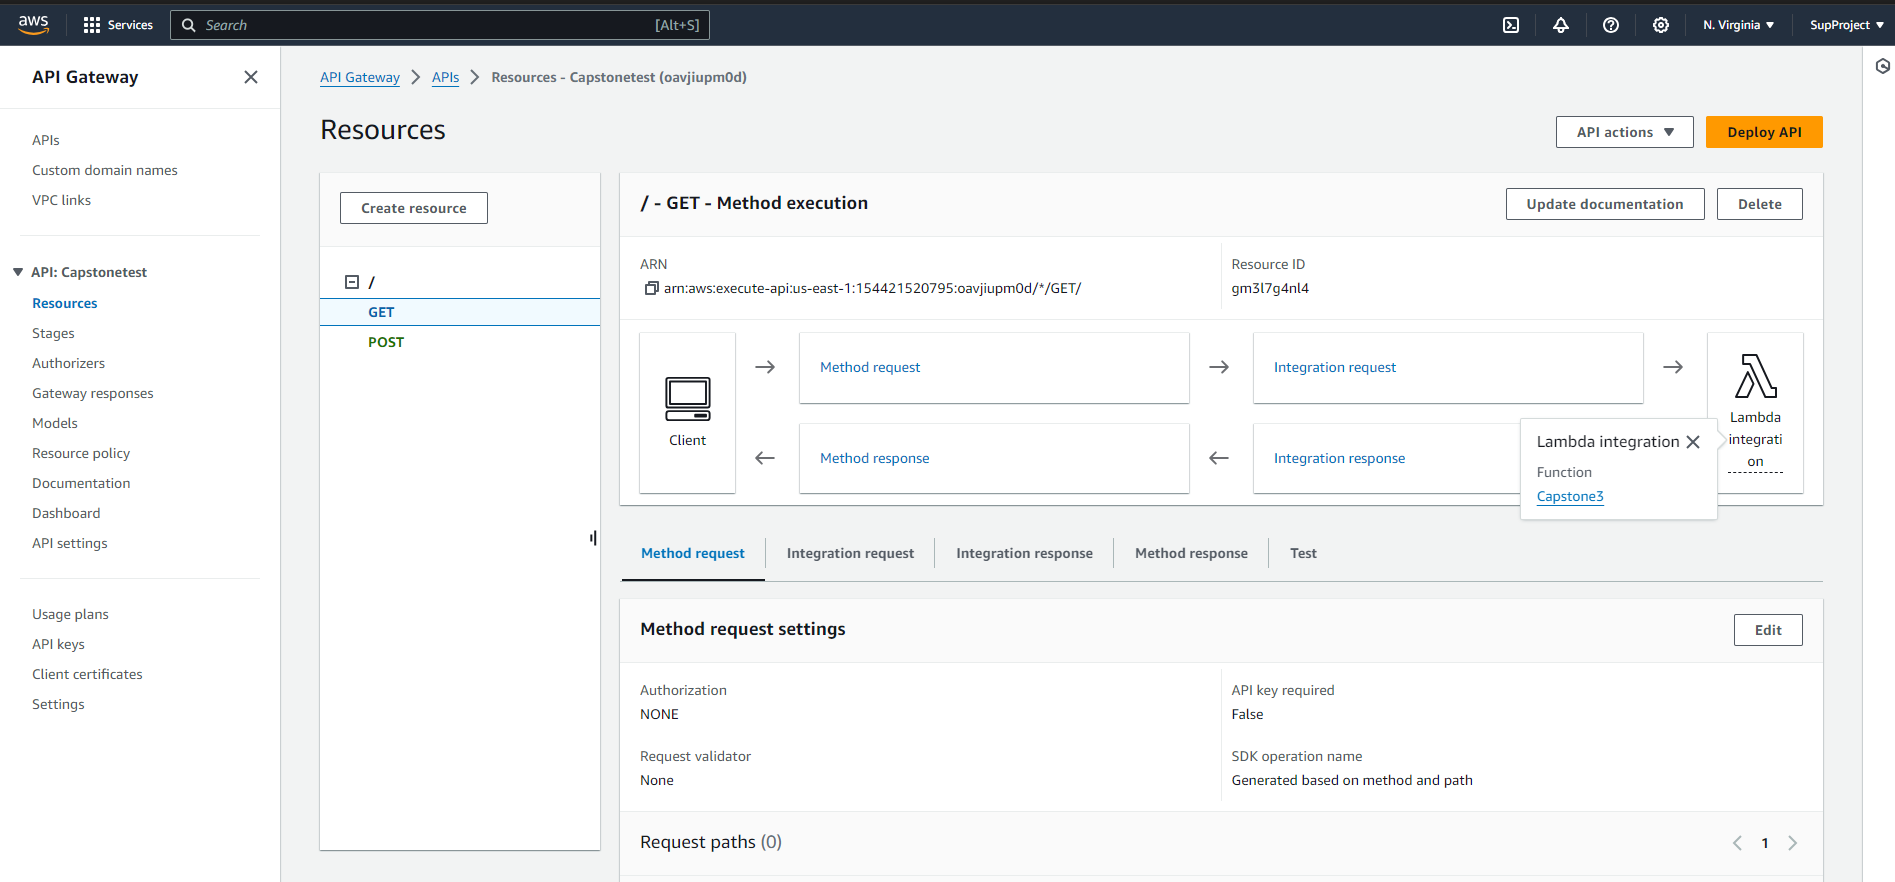 aws
Services
Search
[Alt+S]
N. Virginia
SupProject
API Gateway
APIs
Custom domain names
VPC links
API: Capstonetest
Resources
Stages
Authorizers
Gateway responses
Models
Resource policy
Documentation
Dashboard
API settings
Usage plans
API keys
Client certificates
Settings
API Gateway
APIs
Resources - Capstonetest (oavjiupm0d)
Resources
API actions
Deploy API
Create resource
/
GET
POST
/ - GET - Method execution
Update documentation
Delete
ARN
arn:aws:execute-api:us-east-1:154421520795:oavjiupm0d/*/GET/
Resource ID
gm3l7g4nl4
Client
Method request
Integration request
Method response
Integration response
Lambda
integrati
on
Lambda integration
Function
Capstone3
Method request
Integration request
Integration response
Method response
Test
Method request settings
Edit
Authorization
NONE
API key required
False
Request validator
None
SDK operation name
Generated based on method and path
Request paths (0)
1